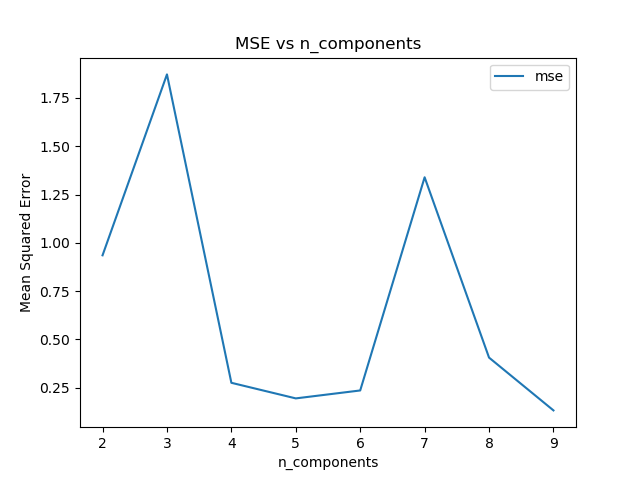 MSE vs n_components
mse
Mean Squared Error
1.75
1.50
1.25
1.00
0.75
0.50
0.25
2 3 4 5 6 7 8 9
n_components